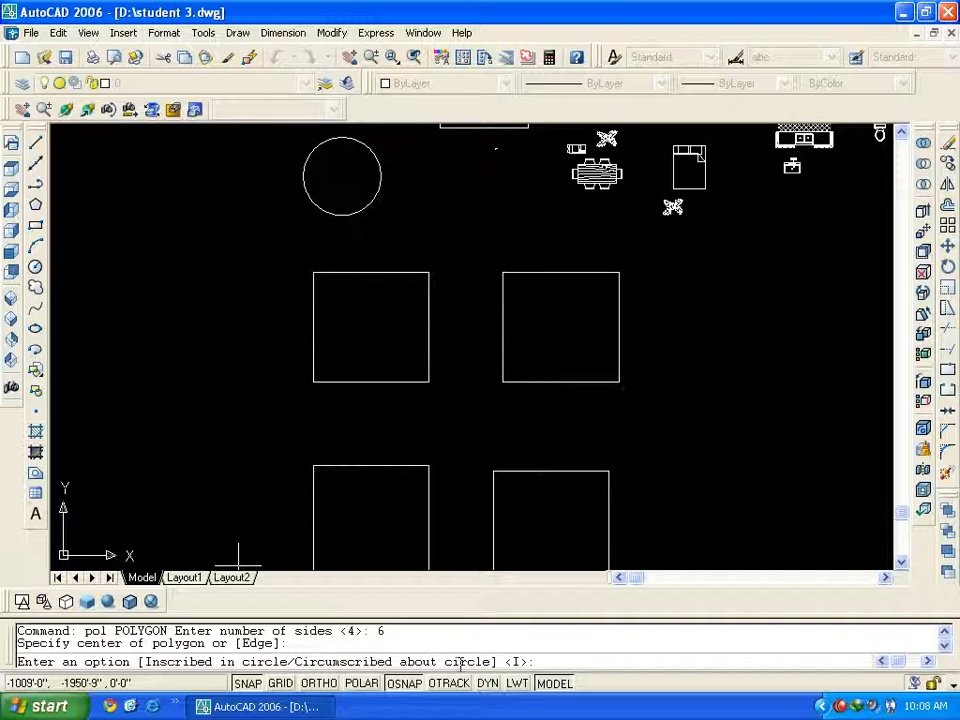 AutoCAD 2006 - [D:\student 3.dwg]
File Edit View Insert Format Tools Draw Dimension Modify Express Window Help
Standard abc Standard
0 ByLayer ByLayer ByLayer ByColor
A
Y
X
Model Layout1 Layout2
Command: pol POLYGON Enter number of sides <4>: 6
Specify center of polygon or [Edge]:
Enter an option [Inscribed in circle/Circumscribed about circle] <I>:
-1009'-0", -1950'-9", 0'-0" SNAP GRID ORTHO POLAR OSNAP OTRACK DYN LWT MODEL
start AutoCAD 2006 - [D:\... 10:08 AM